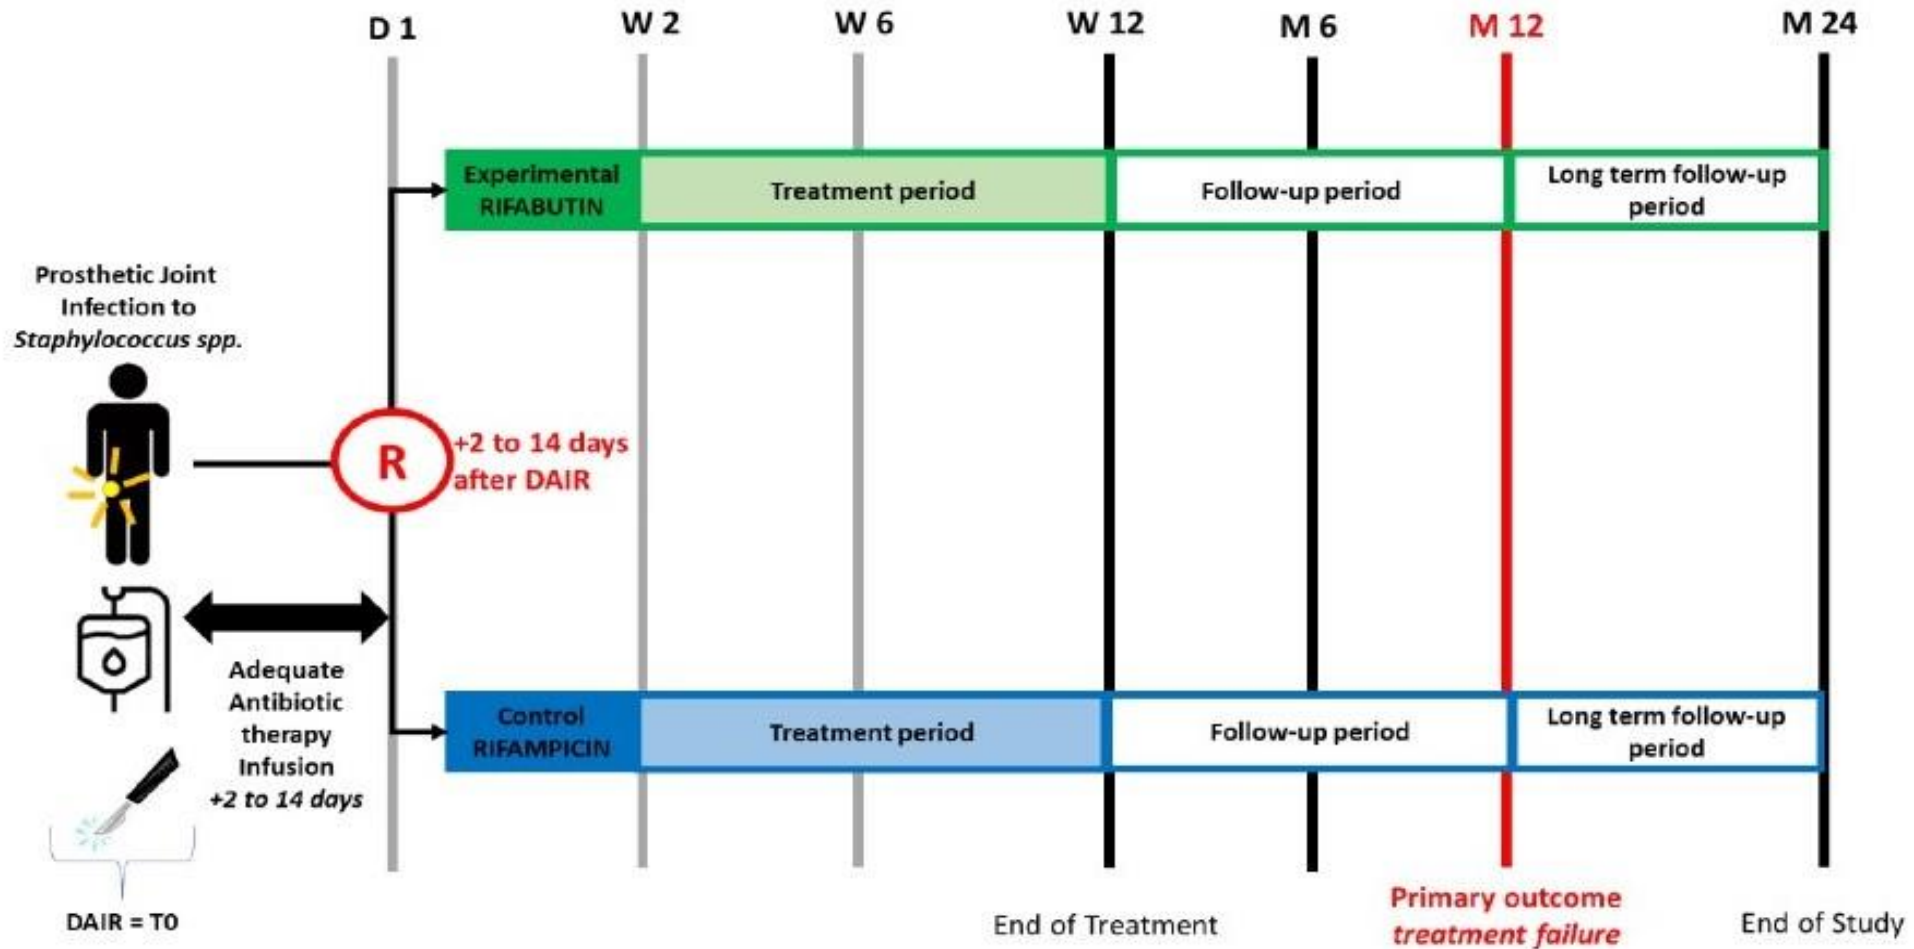 D 1
W 2
W 6
W 12
M 6
M 12
M 24
Experimental
RIFABUTIN
Treatment period
Follow-up period
Long term follow-up
period
Prosthetic Joint
Infection to
Staphylococcus spp.
R
+2 to 14 days
after DAIR
Adequate
Antibiotic
therapy
Infusion
+2 to 14 days
Control
RIFAMPICIN
Treatment period
Follow-up period
Long term follow-up
period
DAIR = T0
End of Treatment
Primary outcome
treatment failure
End of Study